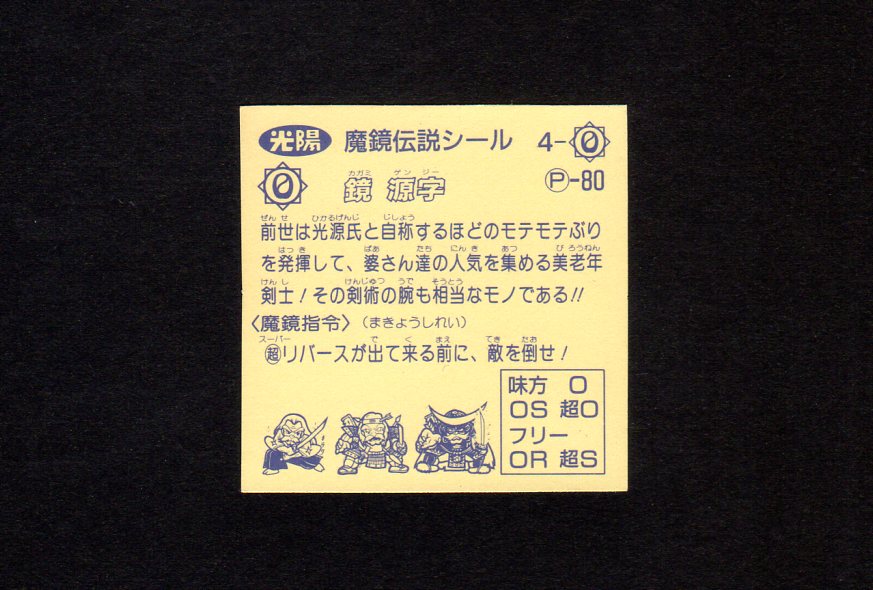 光陽 魔鏡伝説シール 4-0
0 鏡 源字 P-80
カガミ ゲン ジー
ぜん せ ひかるげんじ じしょう
前世は光源氏と自称するほどのモテモテぶり
はっ き ばあ たち にん き あつ び ろうねん
を発揮して、婆さん達の人気を集める美老年
けん し けんじゅつ うで そうとう
剣士！その剣術の腕も相当なモノである!!
〈魔鏡指令〉（まきょうしれい）
スーパー で く まえ てき たお
超リバースが出て来る前に、敵を倒せ！
味方 O
OS 超O
フリー
OR 超S